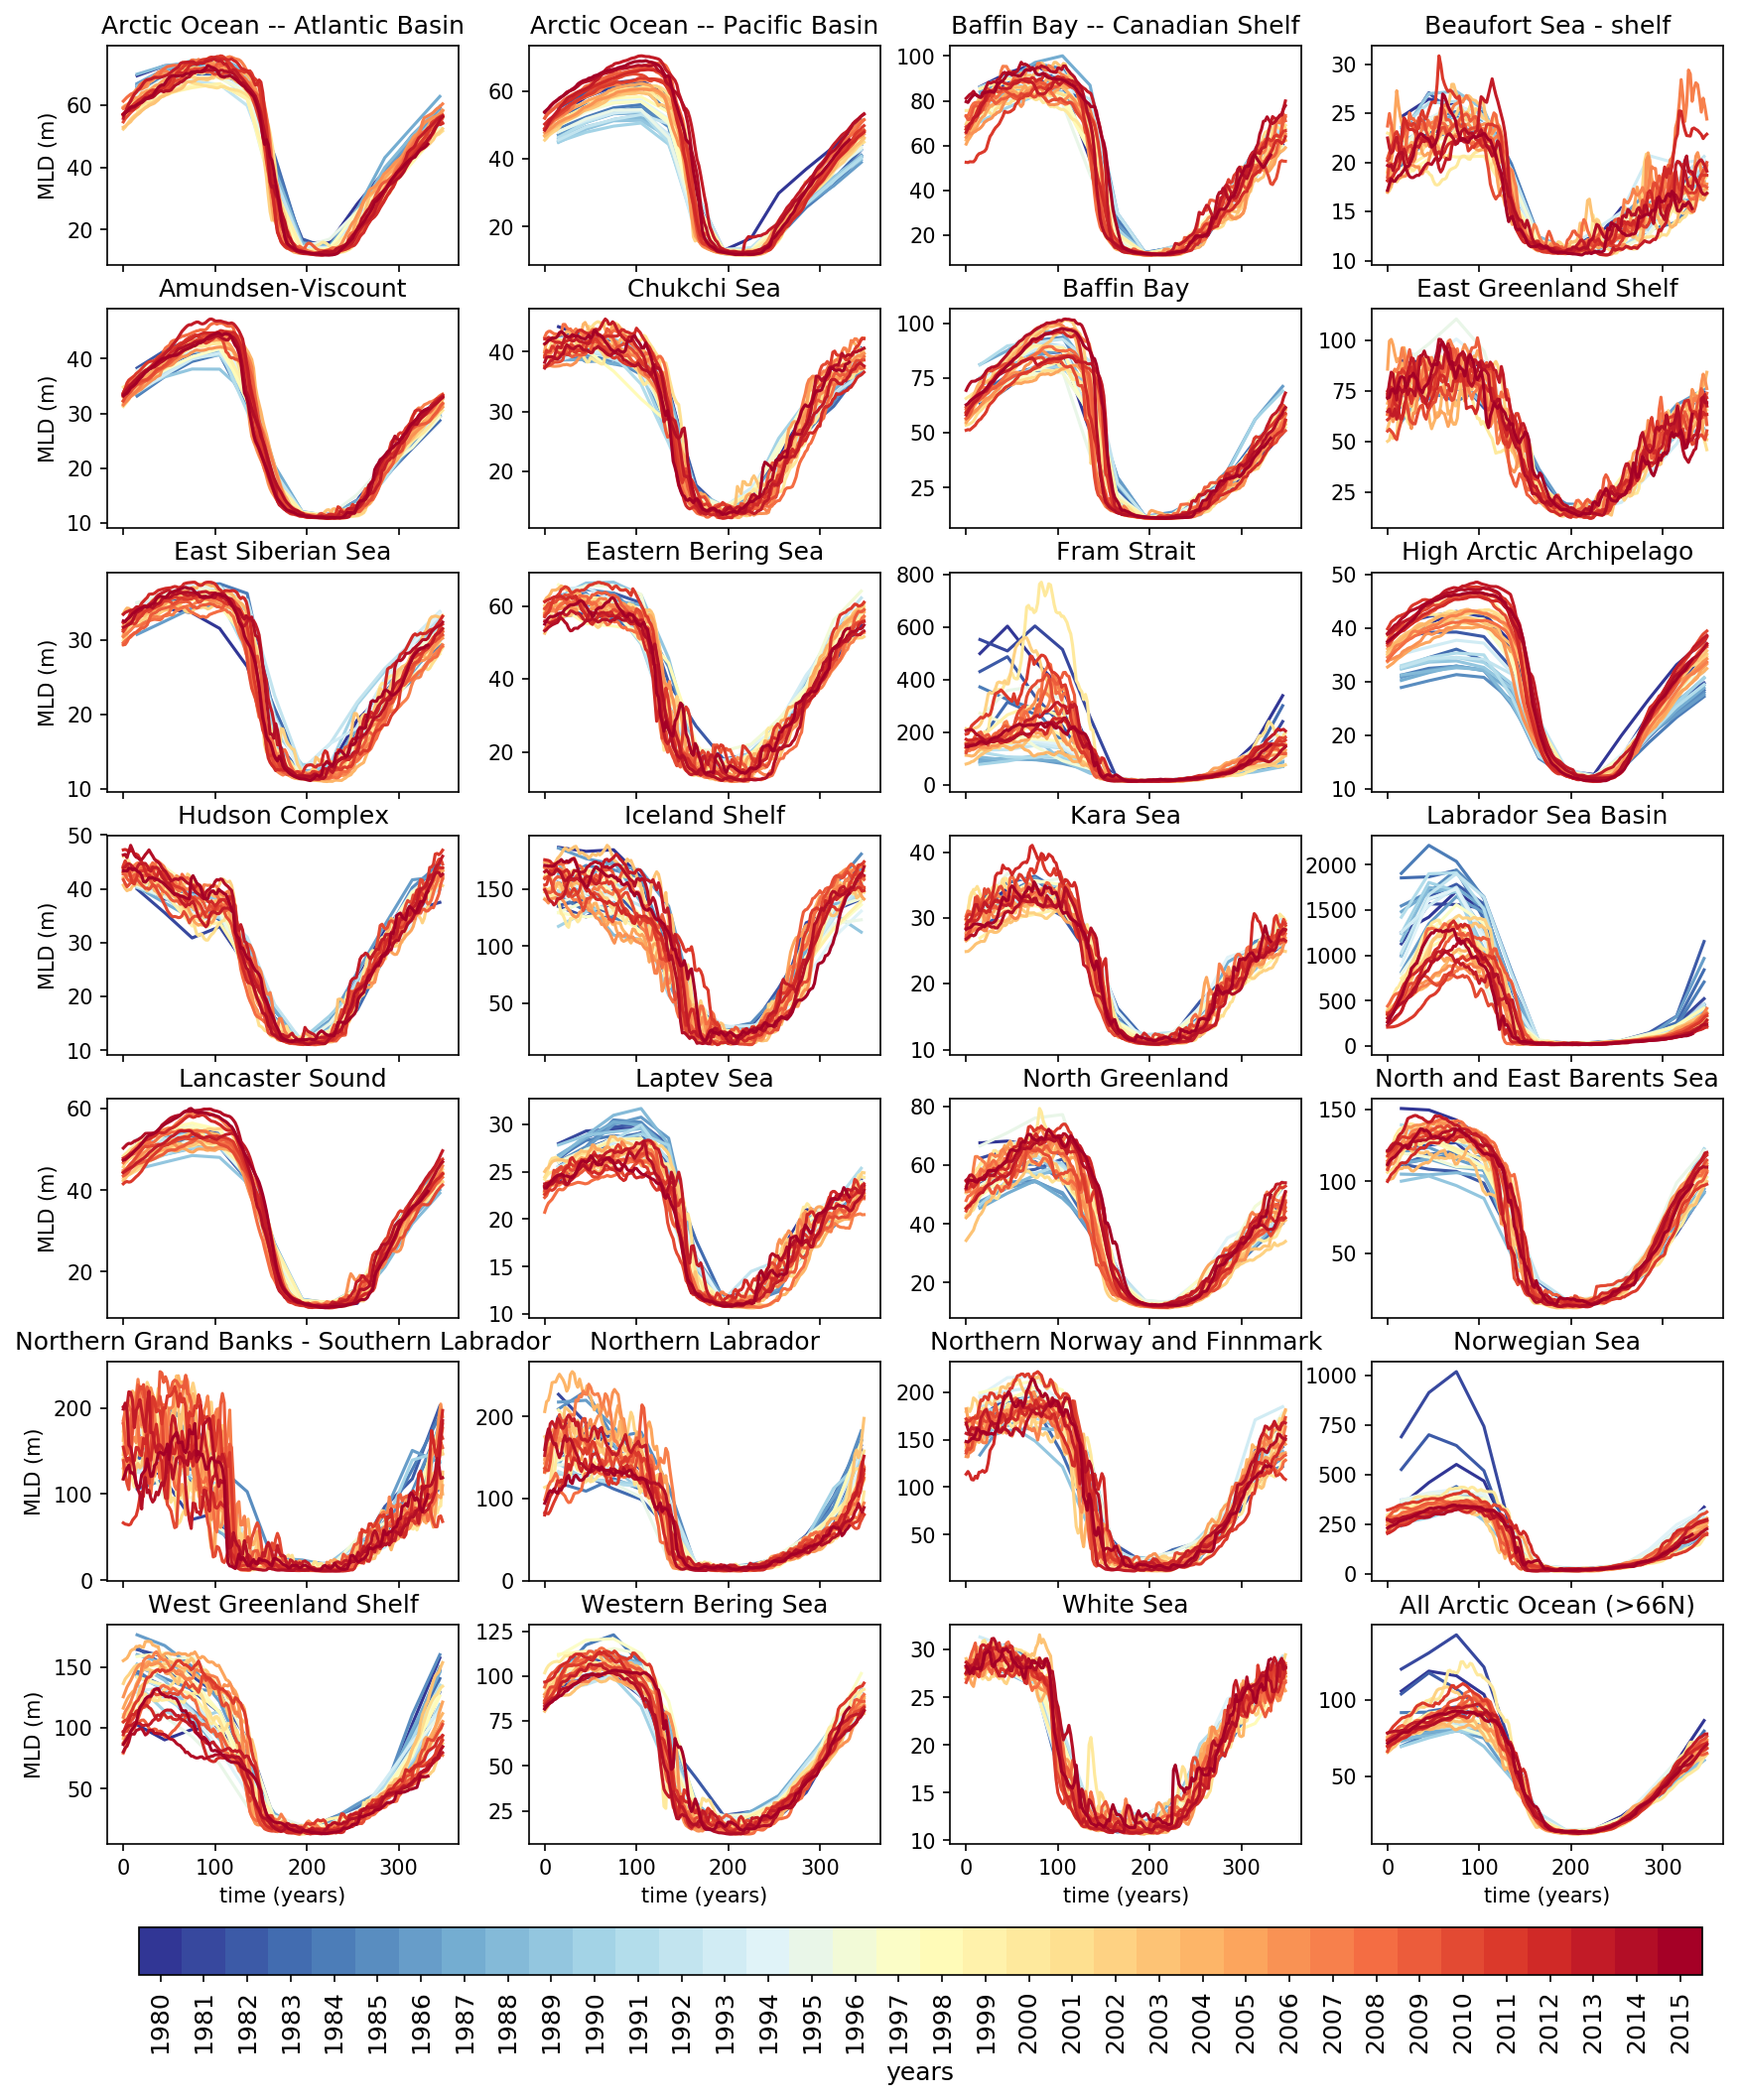 Arctic Ocean -- Atlantic Basin
Arctic Ocean -- Pacific Basin
Baffin Bay -- Canadian Shelf
Beaufort Sea - shelf
MLD (m)
60
40
20
60
40
20
100
80
60
40
20
30
25
20
15
10
Amundsen-Viscount
Chukchi Sea
Baffin Bay
East Greenland Shelf
MLD (m)
40
30
20
10
40
30
20
100
75
50
25
100
75
50
25
East Siberian Sea
Eastern Bering Sea
Fram Strait
High Arctic Archipelago
MLD (m)
30
20
10
60
40
20
800
600
400
200
0
50
40
30
20
10
Hudson Complex
Iceland Shelf
Kara Sea
Labrador Sea Basin
MLD (m)
50
40
30
20
10
150
100
50
40
30
20
10
2000
1500
1000
500
0
Lancaster Sound
Laptev Sea
North Greenland
North and East Barents Sea
MLD (m)
60
40
20
30
25
20
15
10
80
60
40
20
150
100
50
Northern Grand Banks - Southern Labrador
Northern Labrador
Northern Norway and Finnmark
Norwegian Sea
MLD (m)
200
100
0
200
100
0
200
150
100
50
1000
750
500
250
0
West Greenland Shelf
Western Bering Sea
White Sea
All Arctic Ocean (>66N)
MLD (m)
150
100
50
125
100
75
50
25
30
25
20
15
10
100
50
0 100 200 300
0 100 200 300
0 100 200 300
0 100 200 300
time (years)
time (years)
time (years)
time (years)
1980 1981 1982 1983 1984 1985 1986 1987 1988 1989 1990 1991 1992 1993 1994 1995 1996 1997 1998 1999 2000 2001 2002 2003 2004 2005 2006 2007 2008 2009 2010 2011 2012 2013 2014 2015
years